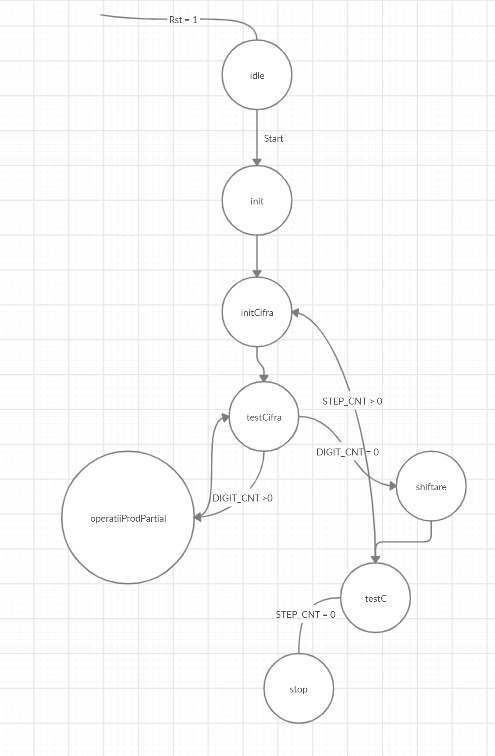 Rst = 1
idle
Start
init
initCifra
STEP_CNT > 0
testCifra
DIGIT_CNT = 0
shiftare
DIGIT_CNT >0
operatiiProdPartial
testC
STEP_CNT = 0
stop